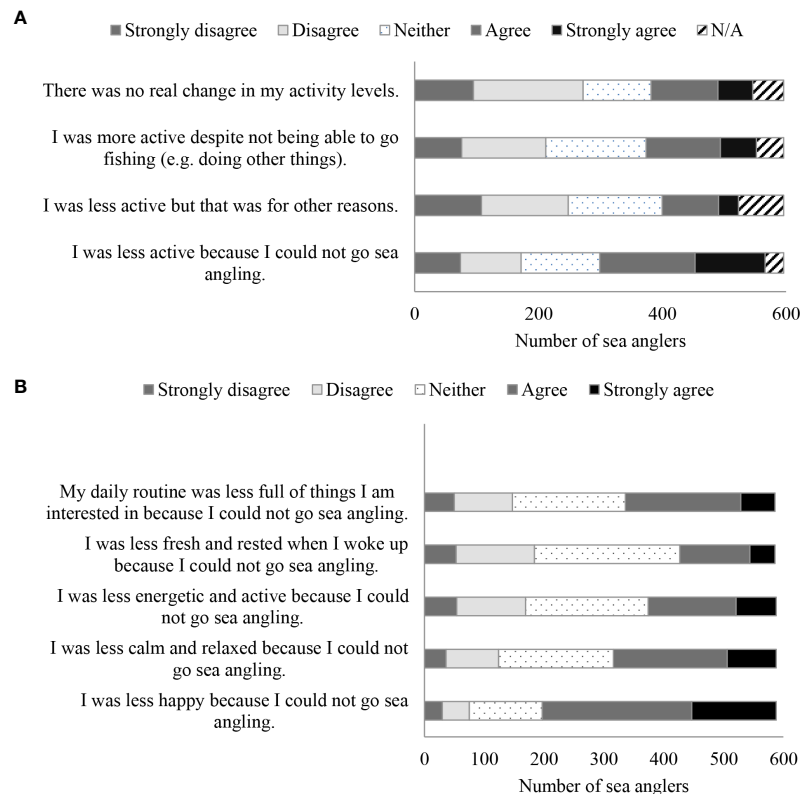 A
Strongly disagree Disagree Neither Agree Strongly agree N/A
There was no real change in my activity levels.
I was more active despite not being able to go
fishing (e.g. doing other things).
I was less active but that was for other reasons.
I was less active because I could not go sea
angling.
0 200 400 600
Number of sea anglers
B
Strongly disagree Disagree Neither Agree Strongly agree
My daily routine was less full of things I am
interested in because I could not go sea angling.
I was less fresh and rested when I woke up
because I could not go sea angling.
I was less energetic and active because I could
not go sea angling.
I was less calm and relaxed because I could not
go sea angling.
I was less happy because I could not go sea
angling.
0 100 200 300 400 500 600
Number of sea anglers